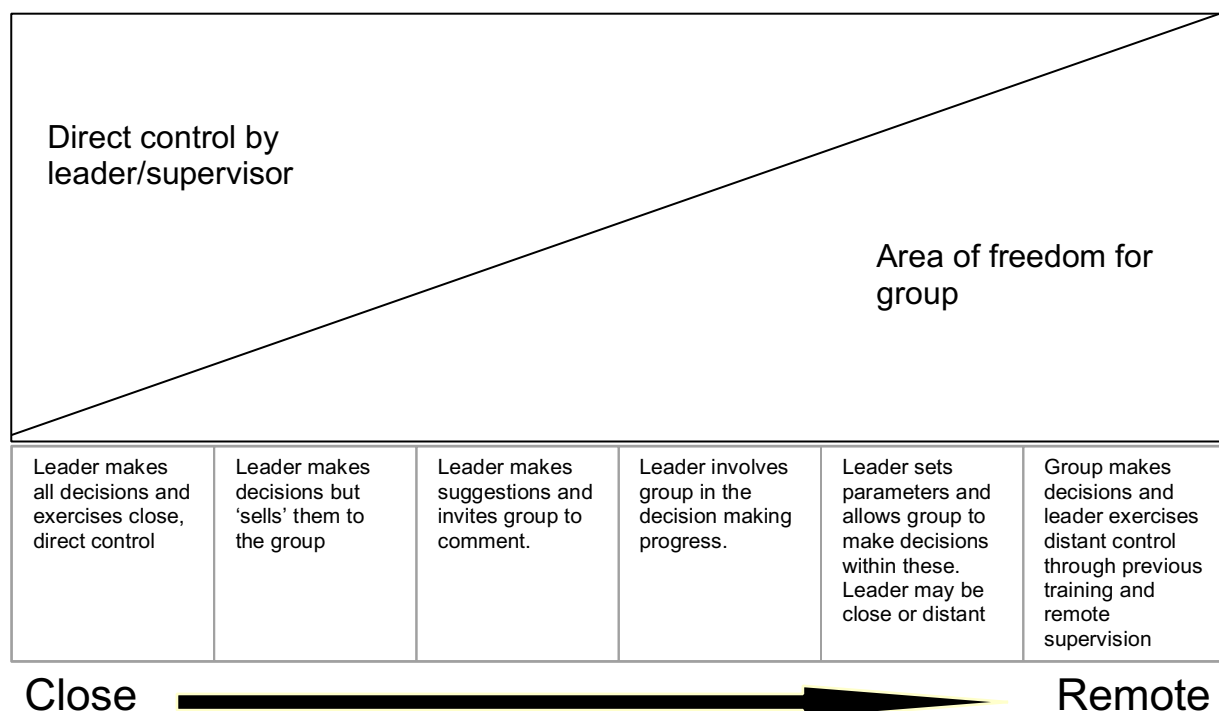 Direct control by
leader/supervisor
Area of freedom for
group
Leader makes
all decisions and
exercises close,
direct control
Leader makes
decisions but
‘sells’ them to
the group
Leader makes
suggestions and
invites group to
comment.
Leader involves
group in the
decision making
progress.
Leader sets
parameters and
allows group to
make decisions
within these.
Leader may be
close or distant
Group makes
decisions and
leader exercises
distant control
through previous
training and
remote
supervision
Close
Remote